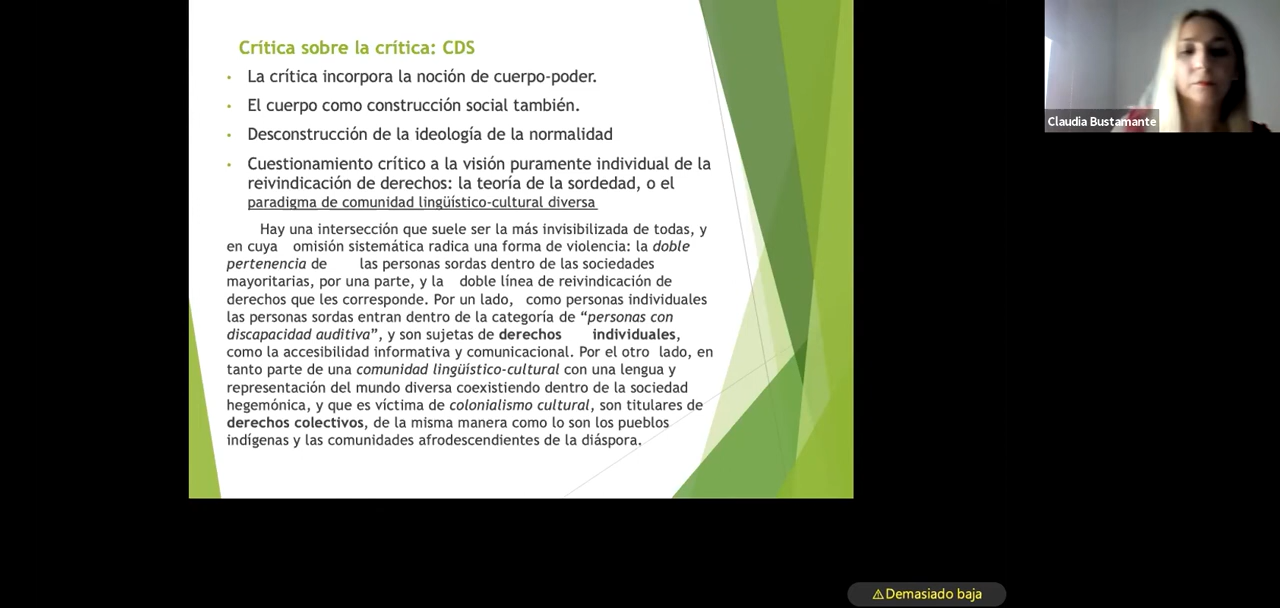 Crítica sobre la crítica: CDS
• La crítica incorpora la noción de cuerpo-poder.
• El cuerpo como construcción social también.
• Desconstrucción de la ideología de la normalidad
• Cuestionamiento crítico a la visión puramente individual de la
reivindicación de derechos: la teoría de la sordedad, o el
paradigma de comunidad lingüístico-cultural diversa
Hay una intersección que suele ser la más invisibilizada de todas, y
en cuya omisión sistemática radica una forma de violencia: la doble
pertenencia de las personas sordas dentro de las sociedades
mayoritarias, por una parte, y la doble línea de reivindicación de
derechos que les corresponde. Por un lado, como personas individuales
las personas sordas entran dentro de la categoría de “personas con
discapacidad auditiva”, y son sujetas de derechos individuales,
como la accesibilidad informativa y comunicacional. Por el otro lado, en
tanto parte de una comunidad lingüístico-cultural con una lengua y
representación del mundo diversa coexistiendo dentro de la sociedad
hegemónica, y que es víctima de colonialismo cultural, son titulares de
derechos colectivos, de la misma manera como lo son los pueblos
indígenas y las comunidades afrodescendientes de la diáspora.
Claudia Bustamante
⚠Demasiado baja